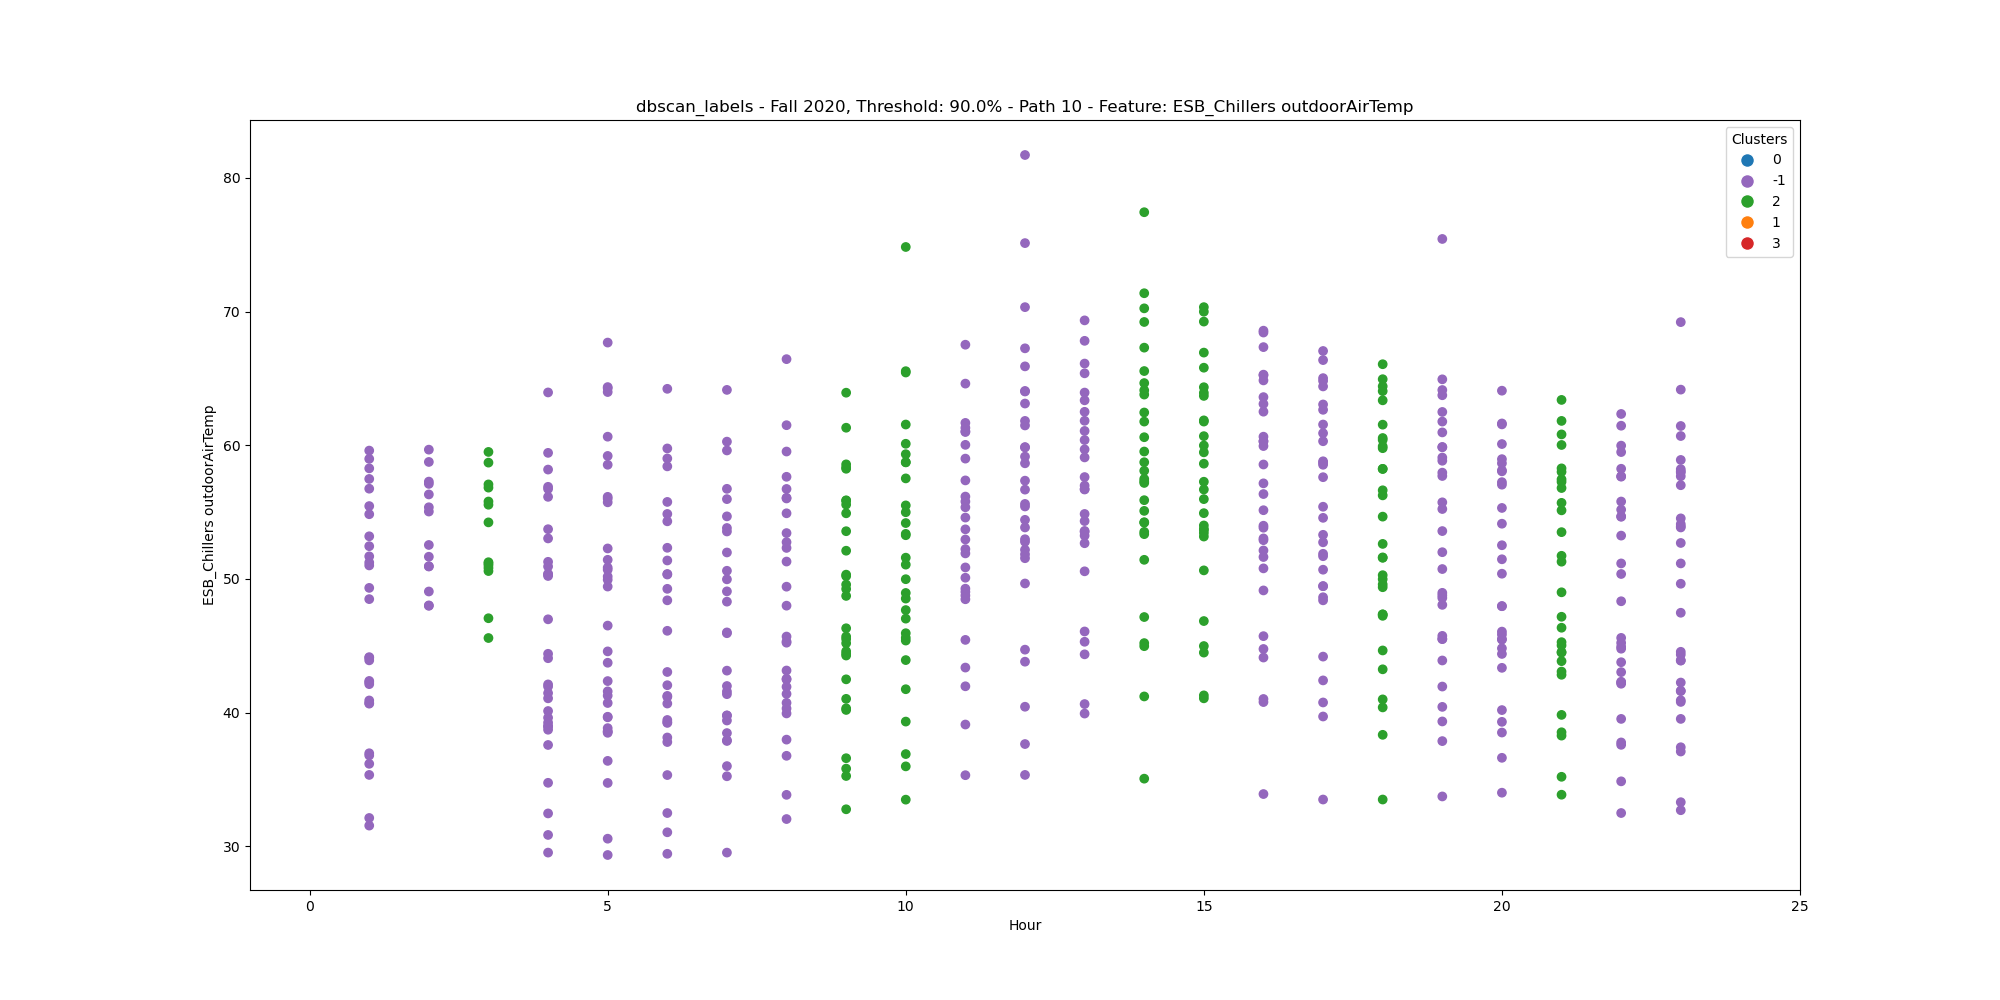 dbscan_labels - Fall 2020, Threshold: 90.0% - Path 10 - Feature: ESB_Chillers outdoorAirTemp
Clusters
0
-1
2
1
3
ESB_Chillers outdoorAirTemp
80
70
60
50
40
30
0 5 10 15 20 25
Hour